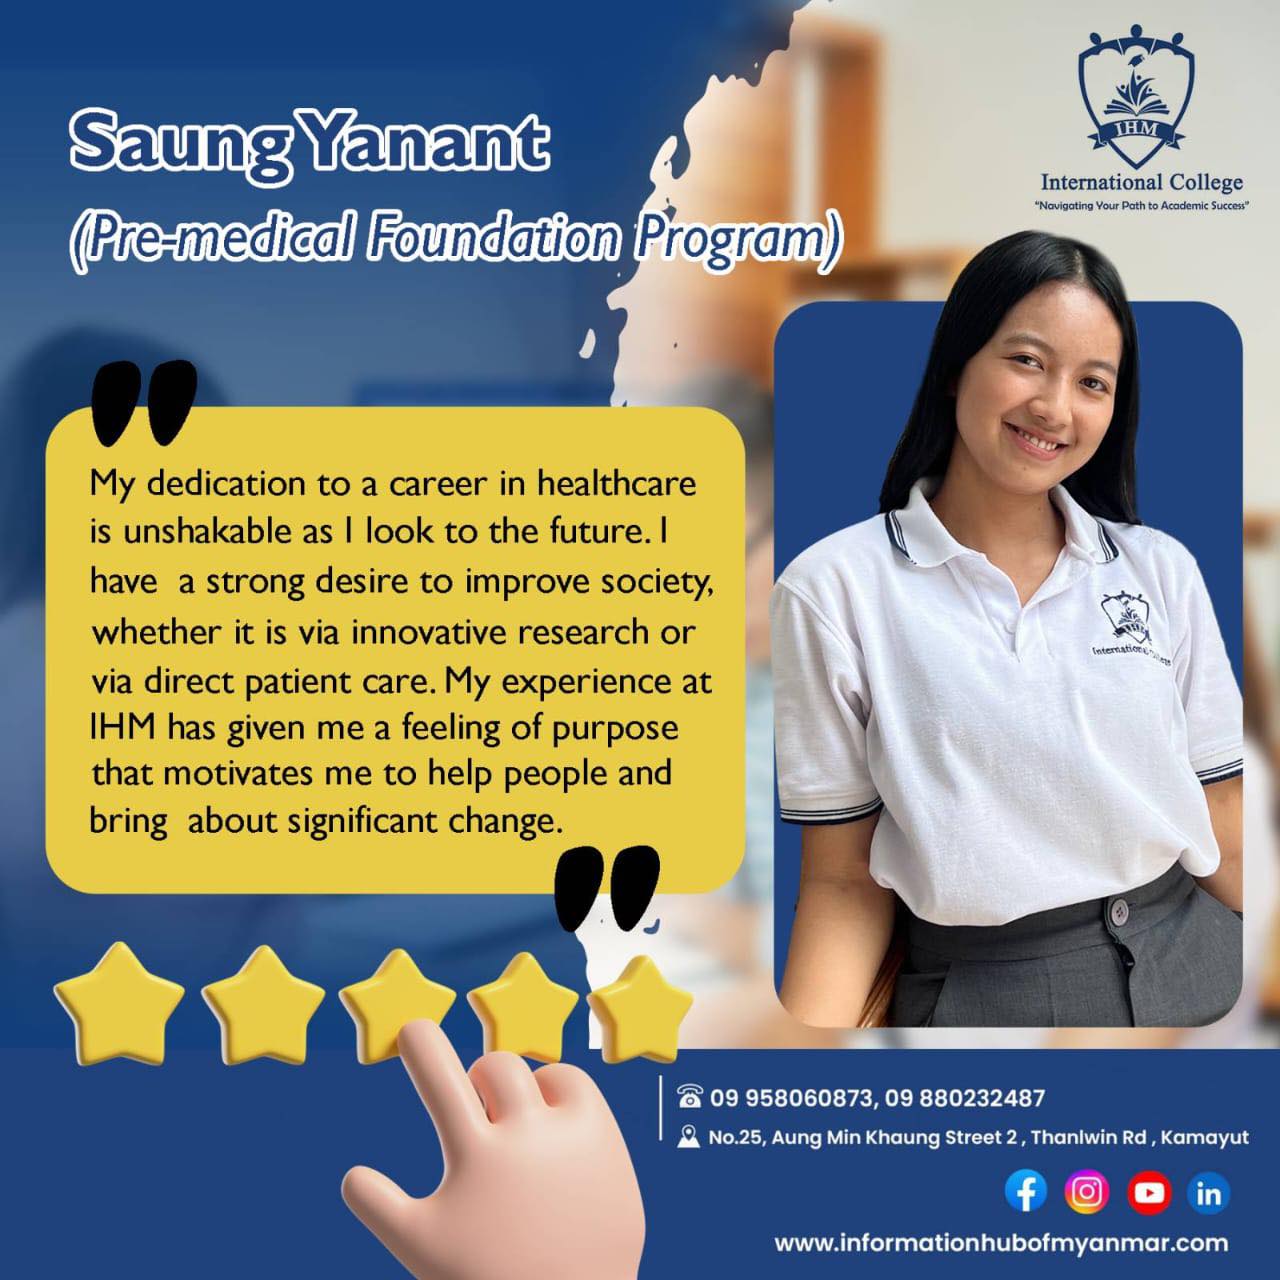 IHM
International College
"Navigating Your Path to Academic Success"
Saung Yanant
(Pre-medical Foundation Program)
My dedication to a career in healthcare
is unshakable as I look to the future. I
have a strong desire to improve society,
whether it is via innovative research or
via direct patient care. My experience at
IHM has given me a feeling of purpose
that motivates me to help people and
bring about significant change.
International College
09 958060873, 09 880232487
No.25, Aung Min Khaung Street 2 , Thanlwin Rd , Kamayut
www.informationhubofmyanmar.com